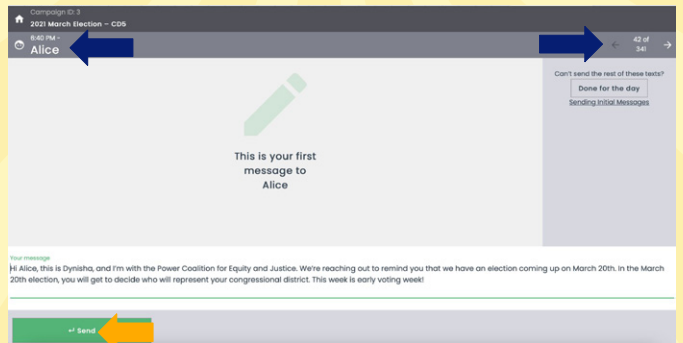 Campaign ID: 3
2021 March Election - CD5
6:40 PM -
Alice
42 of
341
Can't send the rest of these texts?
Done for the day
Sending Initial Messages
This is your first
message to
Alice
Your message
Hi Alice, this is Dynisha, and I'm with the Power Coalition for Equity and Justice. We're reaching out to remind you that we have an election coming up on March 20th. In the March
20th election, you will get to decide who will represent your congressional district. This week is early voting week!
↵ Send